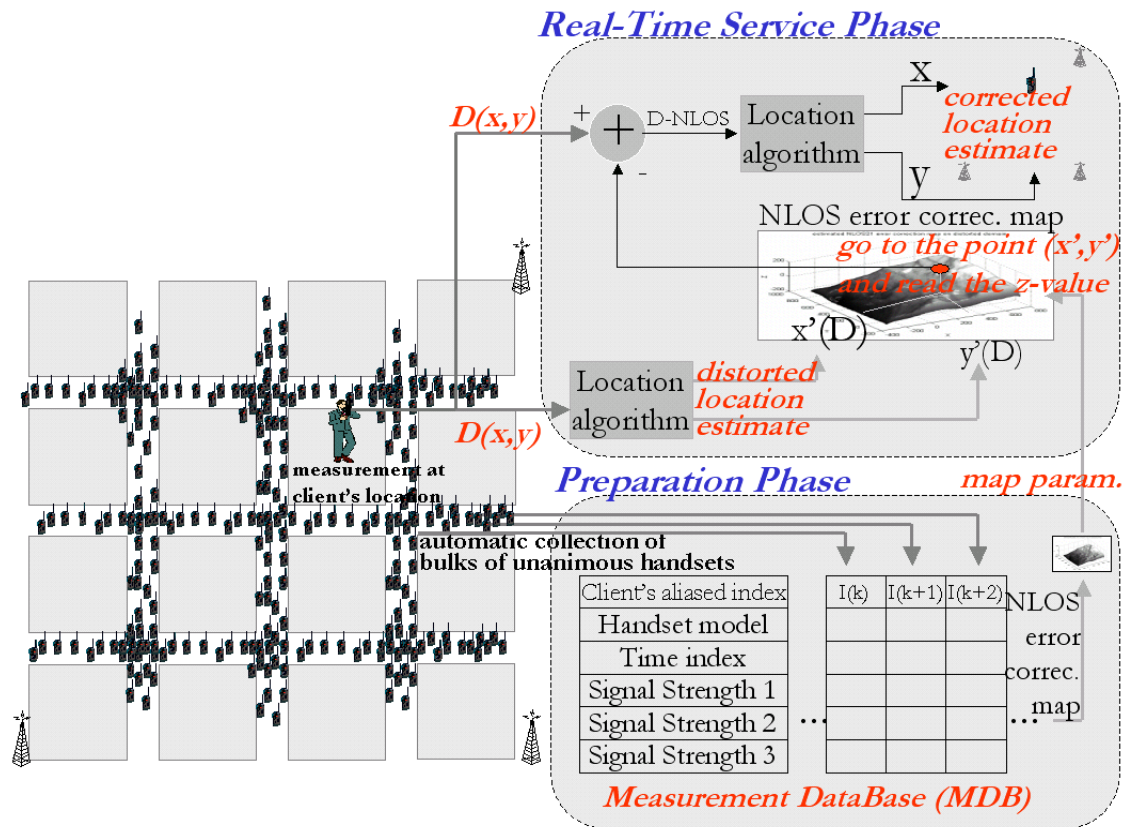 Real-Time Service Phase
D(x,y)
+
+
-
D-NLOS
Location
algorithm
x
y
corrected
location
estimate
NLOS error correc. map
go to the point (x',y')
and read the z-value
x'(D)
y'(D)
D(x,y)
Location
algorithm
distorted
location
estimate
measurement at
client's location
Preparation Phase
map param.
automatic collection of
bulks of unanimous handsets
Client's aliased index
I(k) I(k+1) I(k+2)
Handset model
Time index
Signal Strength 1
Signal Strength 2
Signal Strength 3
...
...
NLOS
error
correc.
map
Measurement DataBase (MDB)